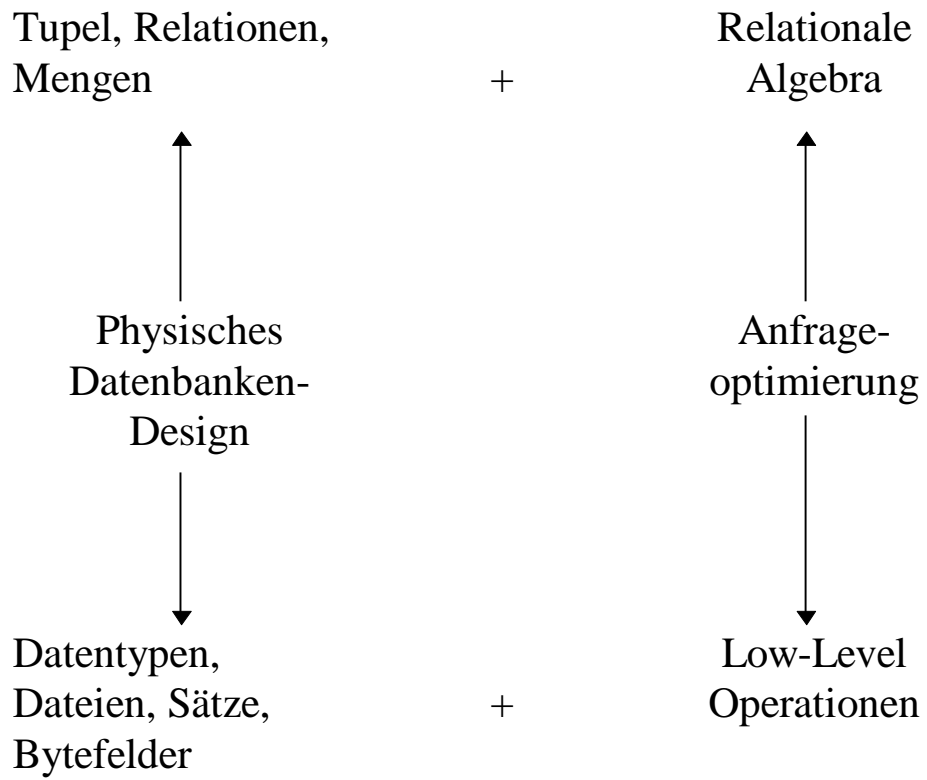 Tupel, Relationen,
Mengen
+
Relationale
Algebra
Physisches
Datenbanken-
Design
Anfrage-
optimierung
Datentypen,
Dateien, Sätze,
Bytefelder
+
Low-Level
Operationen